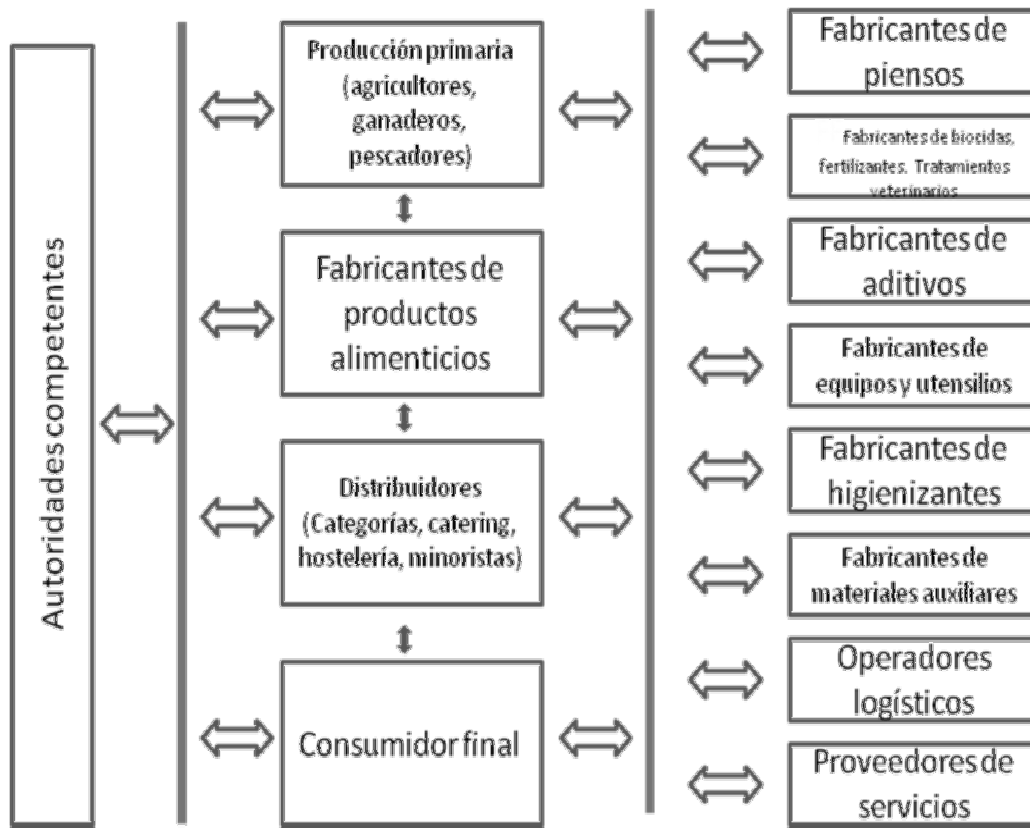 Autoridades competentes
Producción primaria
(agricultores,
ganaderos,
pescadores)
Fabricantes de
productos
alimenticios
Distribuidores
(Categorías, catering,
hostelería, minoristas)
Consumidor final
Fabricantes de
piensos
Fabricantes de biocidas,
fertilizantes. Tratamientos
veterinarios
Fabricantes de
aditivos
Fabricantes de
equipos y utensilios
Fabricantes de
higienizantes
Fabricantes de
materiales auxiliares
Operadores
logísticos
Proveedores de
servicios